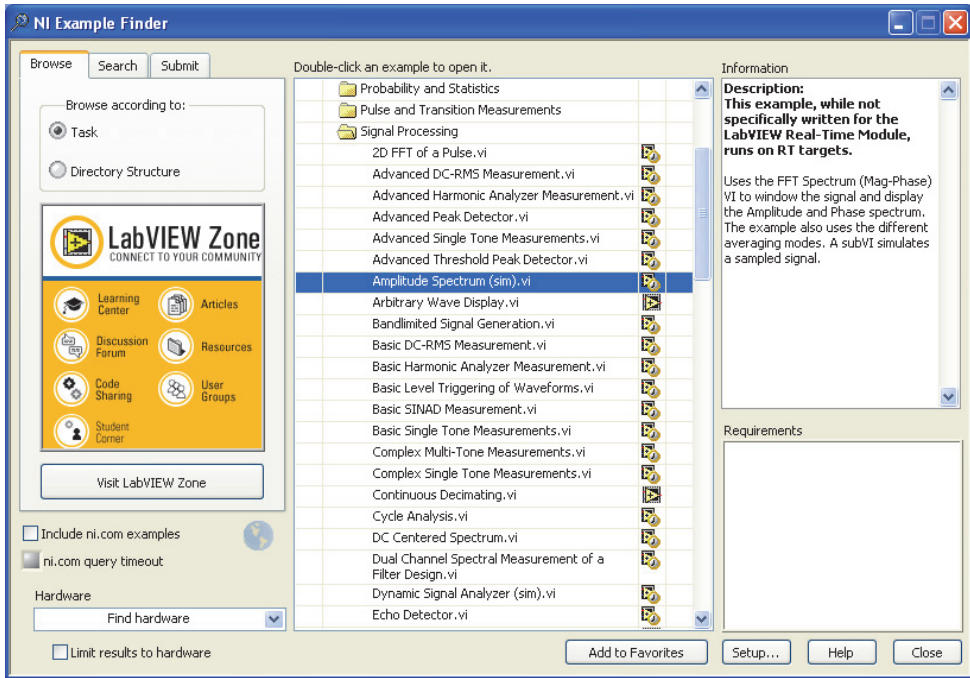 NI Example Finder
Browse
Search
Submit
Browse according to:
Task
Directory Structure
LabVIEW Zone
CONNECT TO YOUR COMMUNITY
Learning
Center
Articles
Discussion
Forum
Resources
Code
Sharing
User
Groups
Student
Corner
Visit LabVIEW Zone
Include ni.com examples
ni.com query timeout
Hardware
Find hardware
Limit results to hardware
Double-click an example to open it.
Probability and Statistics
Pulse and Transition Measurements
Signal Processing
2D FFT of a Pulse.vi
Advanced DC-RMS Measurement.vi
Advanced Harmonic Analyzer Measurement.vi
Advanced Peak Detector.vi
Advanced Single Tone Measurements.vi
Advanced Threshold Peak Detector.vi
Amplitude Spectrum (sim).vi
Arbitrary Wave Display.vi
Bandlimited Signal Generation.vi
Basic DC-RMS Measurement.vi
Basic Harmonic Analyzer Measurement.vi
Basic Level Triggering of Waveforms.vi
Basic SINAD Measurement.vi
Basic Single Tone Measurements.vi
Complex Multi-Tone Measurements.vi
Complex Single Tone Measurements.vi
Continuous Decimating.vi
Cycle Analysis.vi
DC Centered Spectrum.vi
Dual Channel Spectral Measurement of a
Filter Design.vi
Dynamic Signal Analyzer (sim).vi
Echo Detector.vi
Information
Description:
This example, while not
specifically written for the
LabVIEW Real-Time Module,
runs on RT targets.
Uses the FFT Spectrum (Mag-Phase)
VI to window the signal and display
the Amplitude and Phase spectrum.
The example also uses the different
averaging modes. A subVI simulates
a sampled signal.
Requirements
Add to Favorites
Setup...
Help
Close